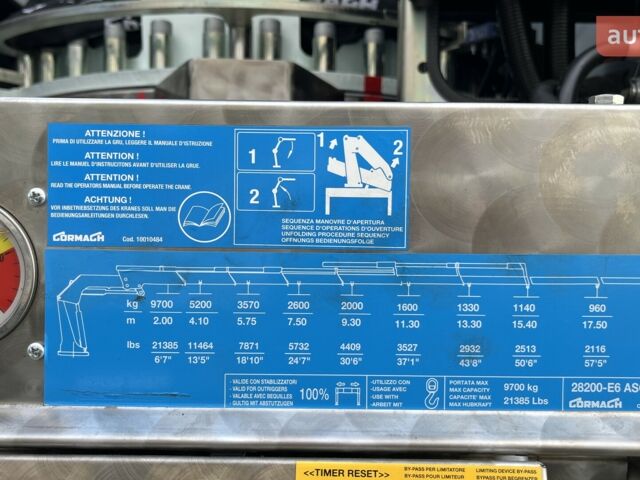 au
ATTENZIONE !
PRIMA DI UTILIZZARE LA GRU, LEGGERE IL MANUALE D'ISTRUZIONE
ATTENTION !
LIRE LE MANUEL D'INSTRUCITONS AVANT D'UTILISER LA GRUE.
ATTENTION !
READ THE OPERATORS MANUAL BEFORE OPERATE THE CRANE.
ACHTUNG !
VOR INBETRIEBSETZUNG DES KRANES SOLL MAN DIE
BEDIENUNGSANLEITUNGEN DURCHLESEN.
CORMACH Cod. 10010484
1
2
1
2
SEQUENZA MANOVRE D'APERTURA
SEQUENCE D'OPERATIONS D'OUVERTURE
UNFOLDING PROCEDURE SEQUENCY
OFFNUNGS BEDIENUNGSFOLGE
kg 9700 5200 3570 2600 2000 1600 1330 1140 960
m 2.00 4.10 5.75 7.50 9.30 11.30 13.30 15.40 17.50
lbs 21385 11464 7871 5732 4409 3527 2932 2513 2116
6'7" 13'5" 18'10" 24'7" 30'6" 37'1" 43'8" 50'6" 57'5"
- VALIDE CON STABILIZZATORI
- VALID FOR OUTRIGGERS
- VALABLE AVEC BEQUILLES
- GULTIG MIT ABSTUTZUNGEN
100%
- UTILIZZO CON
- USAGE AVEC
- USE WITH
- ARBEIT MIT
PORTATA MAX
MAX CAPACITY
CAPACITE' MAX
MAX HUBKRAFT
9700 kg
21385 Lbs
28200-E6 AS
CORMACH
<<TIMER RESET>>
BY-PASS PER LIMITATORE
BY-PASS POUR LIMITEUR
LIMITING DEVICE BY-PASS
BYPASS FUR BEGRENZER